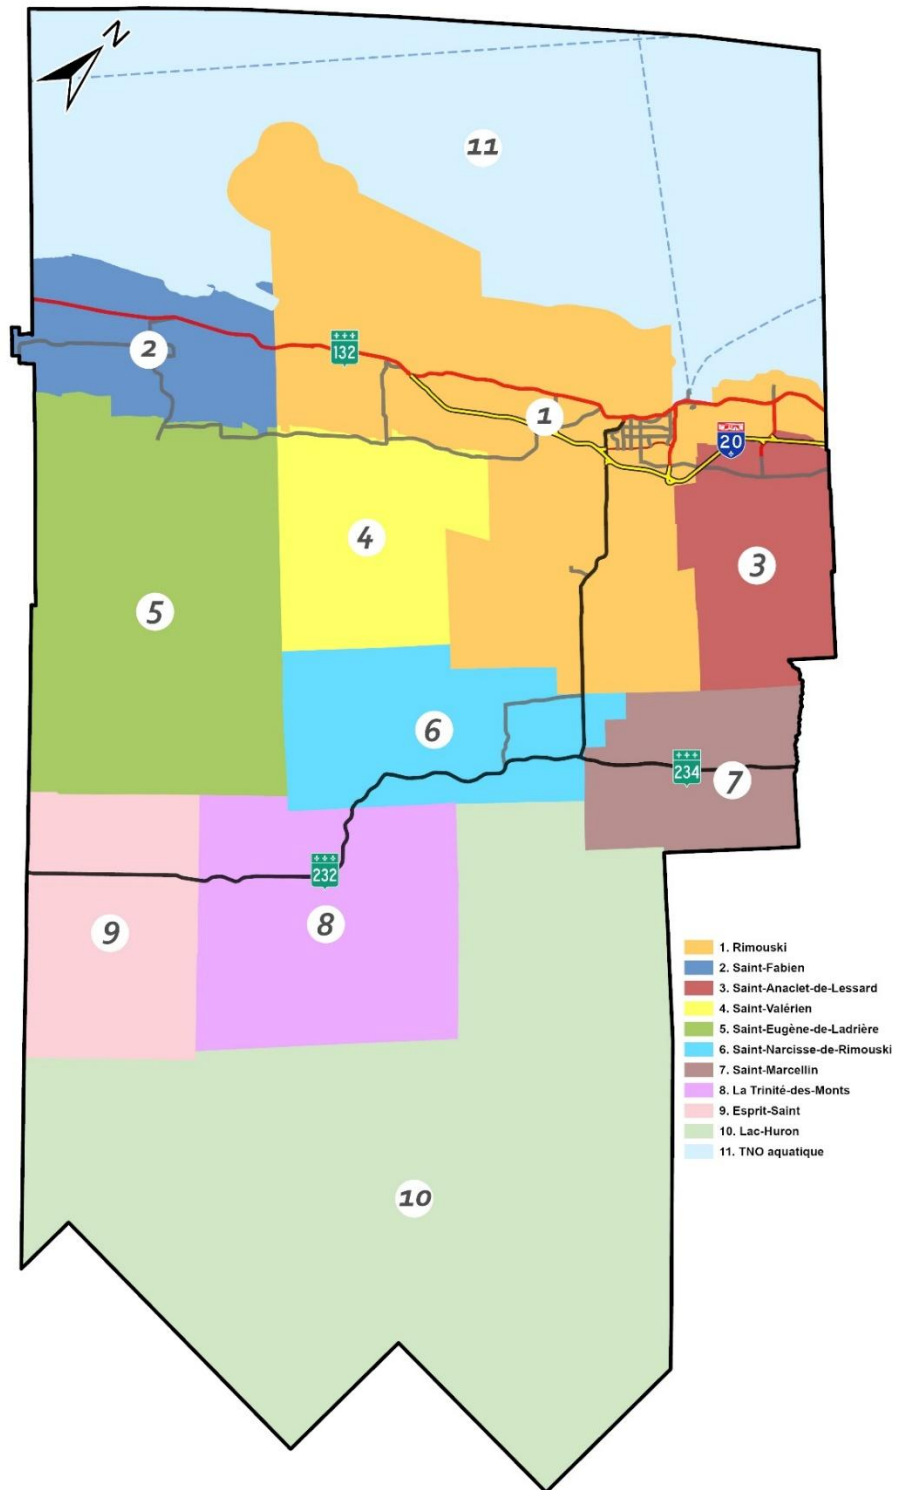 N
11
2
132
1
20
4
3
5
6
234
7
232
8
9
1. Rimouski
2. Saint-Fabien
3. Saint-Anaclet-de-Lessard
4. Saint-Valérien
5. Saint-Eugène-de-Ladrière
6. Saint-Narcisse-de-Rimouski
7. Saint-Marcellin
8. La Trinité-des-Monts
9. Esprit-Saint
10. Lac-Huron
11. TNO aquatique
10